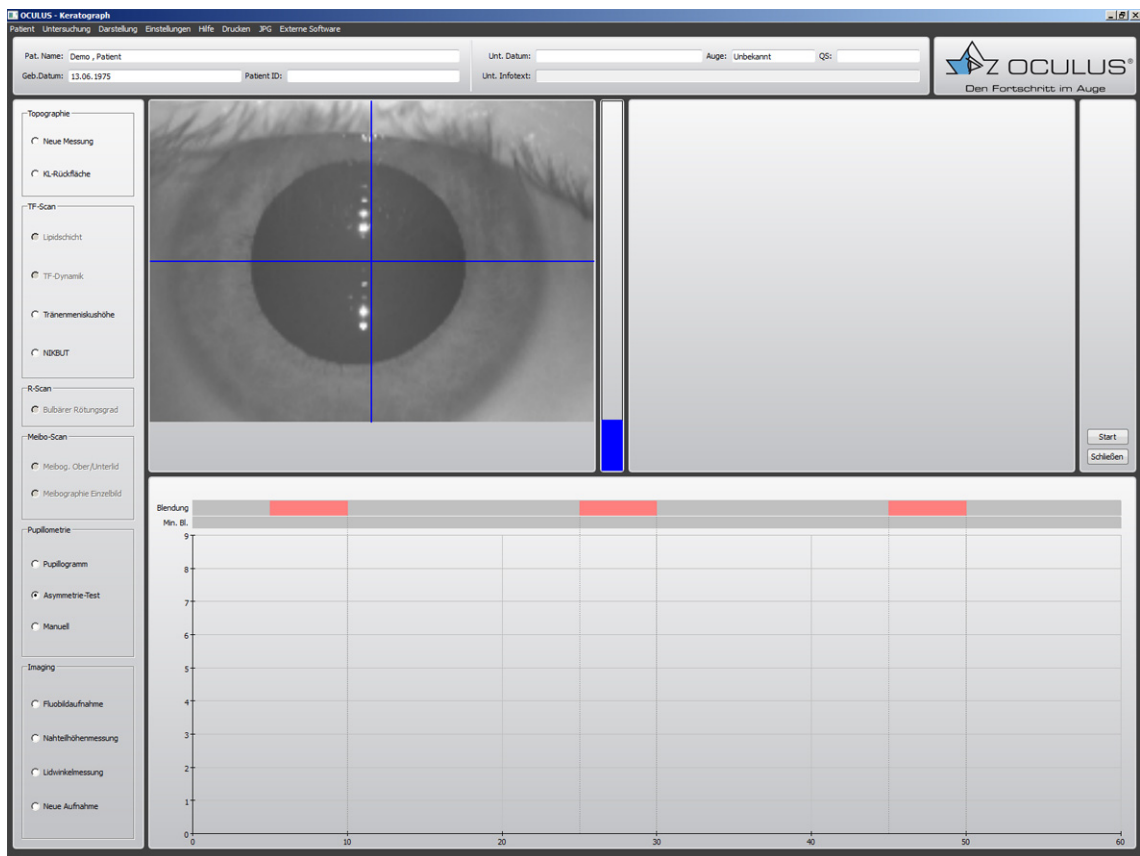 OCULUS - Keratograph
Patient Untersuchung Darstellung Einstellungen Hilfe Drucken JPG Externe Software
Pat. Name: Demo , Patient Unt. Datum: Auge: Unbekannt QS:
Geb.Datum: 13.06.1975 Patient ID: Unt. Infotext:
OCULUS®
Den Fortschritt im Auge
Topographie
Neue Messung
KL-Rückfläche
TF-Scan
Lipidschicht
TF-Dynamik
Tränenmeniskushöhe
NIKBUT
R-Scan
Bulbärer Rötungsgrad
Meibo-Scan
Meibog. Ober/Unterlid
Meibographie Einzelbild
Pupillometrie
Pupillogramm
Asymmetrie-Test
Manuell
Imaging
Fluobildaufnahme
Nahteilhöhenmessung
Lidwinkelmessung
Neue Aufnahme
Start
Schließen
Blendung
Min. Bl.
9
8
7
6
5
4
3
2
1
0
0 10 20 30 40 50 60